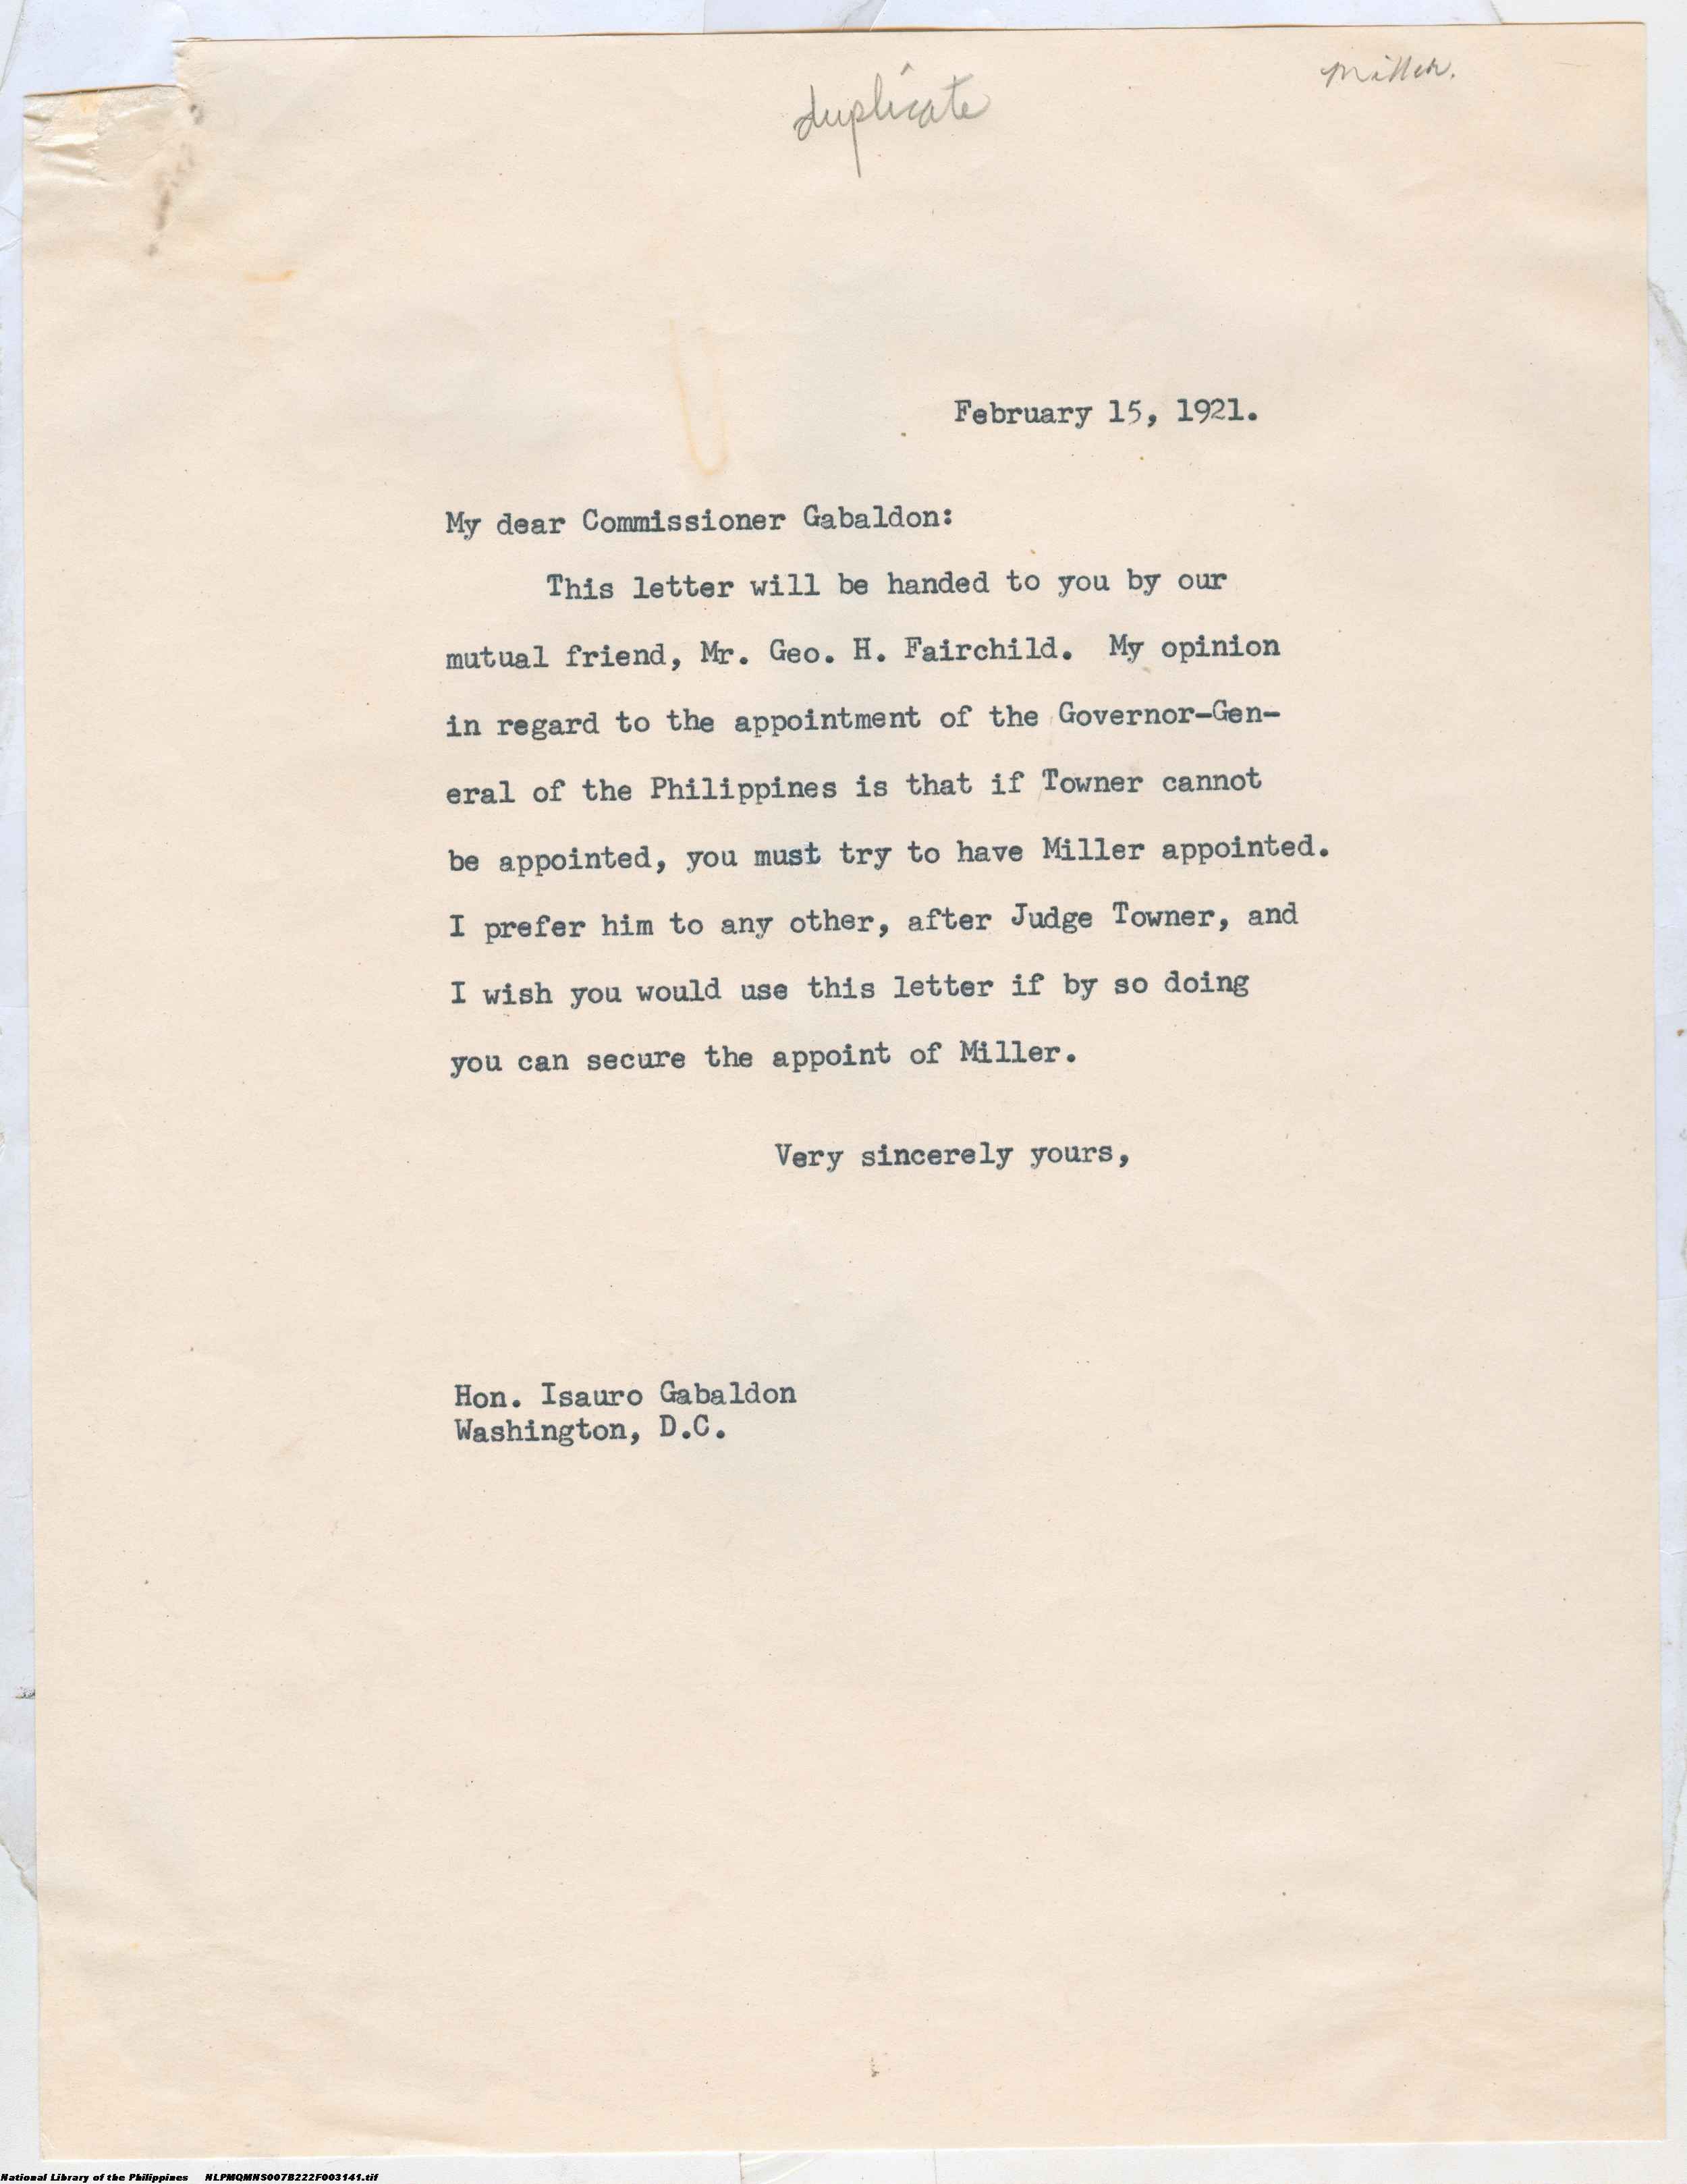 duplicate
Miller.
February 15, 1921.
My dear Commissioner Gabaldon:
This letter will be handed to you by our
mutual friend, Mr. Geo. H. Fairchild. My opinion
in regard to the appointment of the Governor-Gen-
eral of the Philippines is that if Towner cannot
be appointed, you must try to have Miller appointed.
I prefer him to any other, after Judge Towner, and
I wish you would use this letter if by so doing
you can secure the appoint of Miller.
Very sincerely yours,
Hon. Isauro Gabaldon
Washington, D.C.
National Library of the Philippines NLPMQMNS007B222F003141.tif